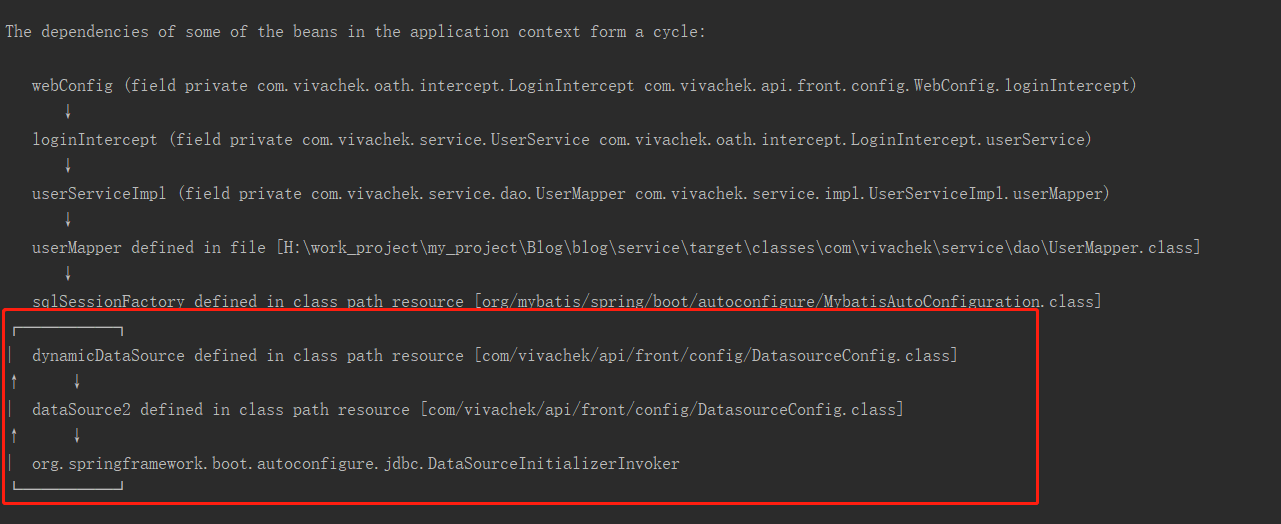 The dependencies of some of the beans in the application context form a cycle:
webConfig (field private com.vivachek.oath.intercept.LoginIntercept com.vivachek.api.front.config.WebConfig.loginIntercept)
↓
loginIntercept (field private com.vivachek.service.UserService com.vivachek.oath.intercept.LoginIntercept.userService)
↓
userServiceImpl (field private com.vivachek.service.dao.UserMapper com.vivachek.service.impl.UserServiceImpl.userMapper)
↓
userMapper defined in file [H:\work_project\my_project\Blog\blog\service\target\classes\com\vivachek\service\dao\UserMapper.class]
↓
sqlSessionFactory defined in class path resource [org/mybatis/spring/boot/autoconfigure/MybatisAutoConfiguration.class]
┌─────┐
| dynamicDataSource defined in class path resource [com/vivachek/api/front/config/DatasourceConfig.class]
↑ ↓
| dataSource2 defined in class path resource [com/vivachek/api/front/config/DatasourceConfig.class]
↑ ↓
| org.springframework.boot.autoconfigure.jdbc.DataSourceInitializerInvoker
└─────┘